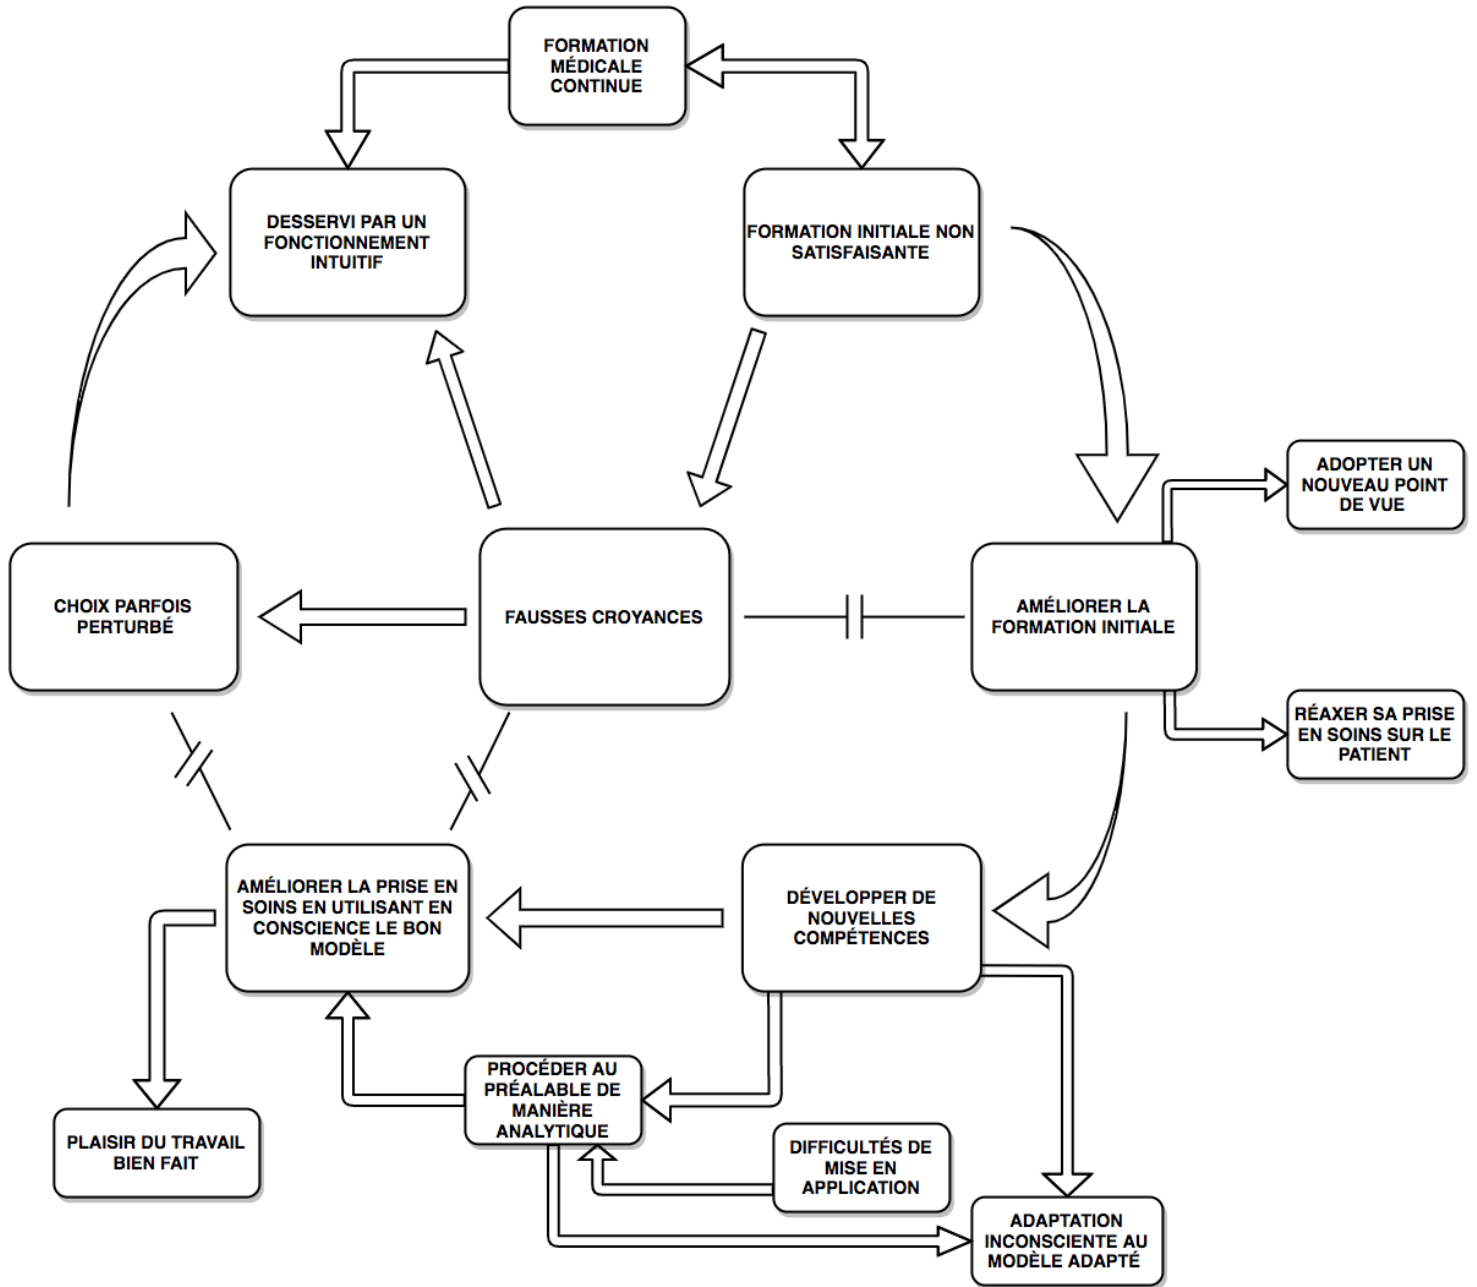 FORMATION
MÉDICALE
CONTINUE
DESSERVI PAR UN
FONCTIONNEMENT
INTUITIF
FORMATION INITIALE NON
SATISFAISANTE
ADOPTER UN
NOUVEAU POINT
DE VUE
CHOIX PARFOIS
PERTURBÉ
FAUSSES CROYANCES
AMÉLIORER LA
FORMATION INITIALE
RÉAXER SA PRISE
EN SOINS SUR LE
PATIENT
AMÉLIORER LA PRISE EN
SOINS EN UTILISANT EN
CONSCIENCE LE BON
MODÈLE
DÉVELOPPER DE
NOUVELLES
COMPÉTENCES
PROCÉDER AU
PRÉALABLE DE
MANIÈRE
ANALYTIQUE
PLAISIR DU TRAVAIL
BIEN FAIT
DIFFICULTÉS DE
MISE EN
APPLICATION
ADAPTATION
INCONSCIENTE AU
MODÈLE ADAPTÉ